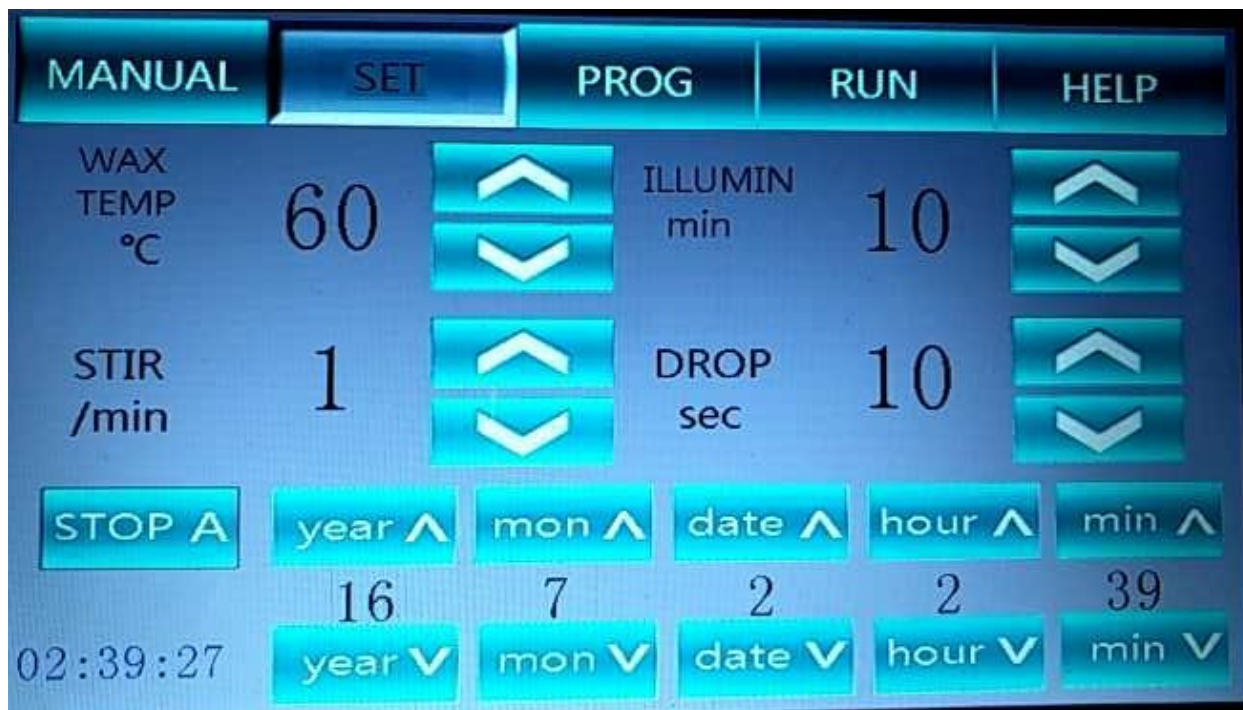 MANUAL SET PROG RUN HELP
WAX
TEMP
°C
60
ILLUMIN
min
10
STIR
/min
1
DROP
sec
10
STOP A
year mon date hour min
16 7 2 2 39
year mon date hour min
02:39:27